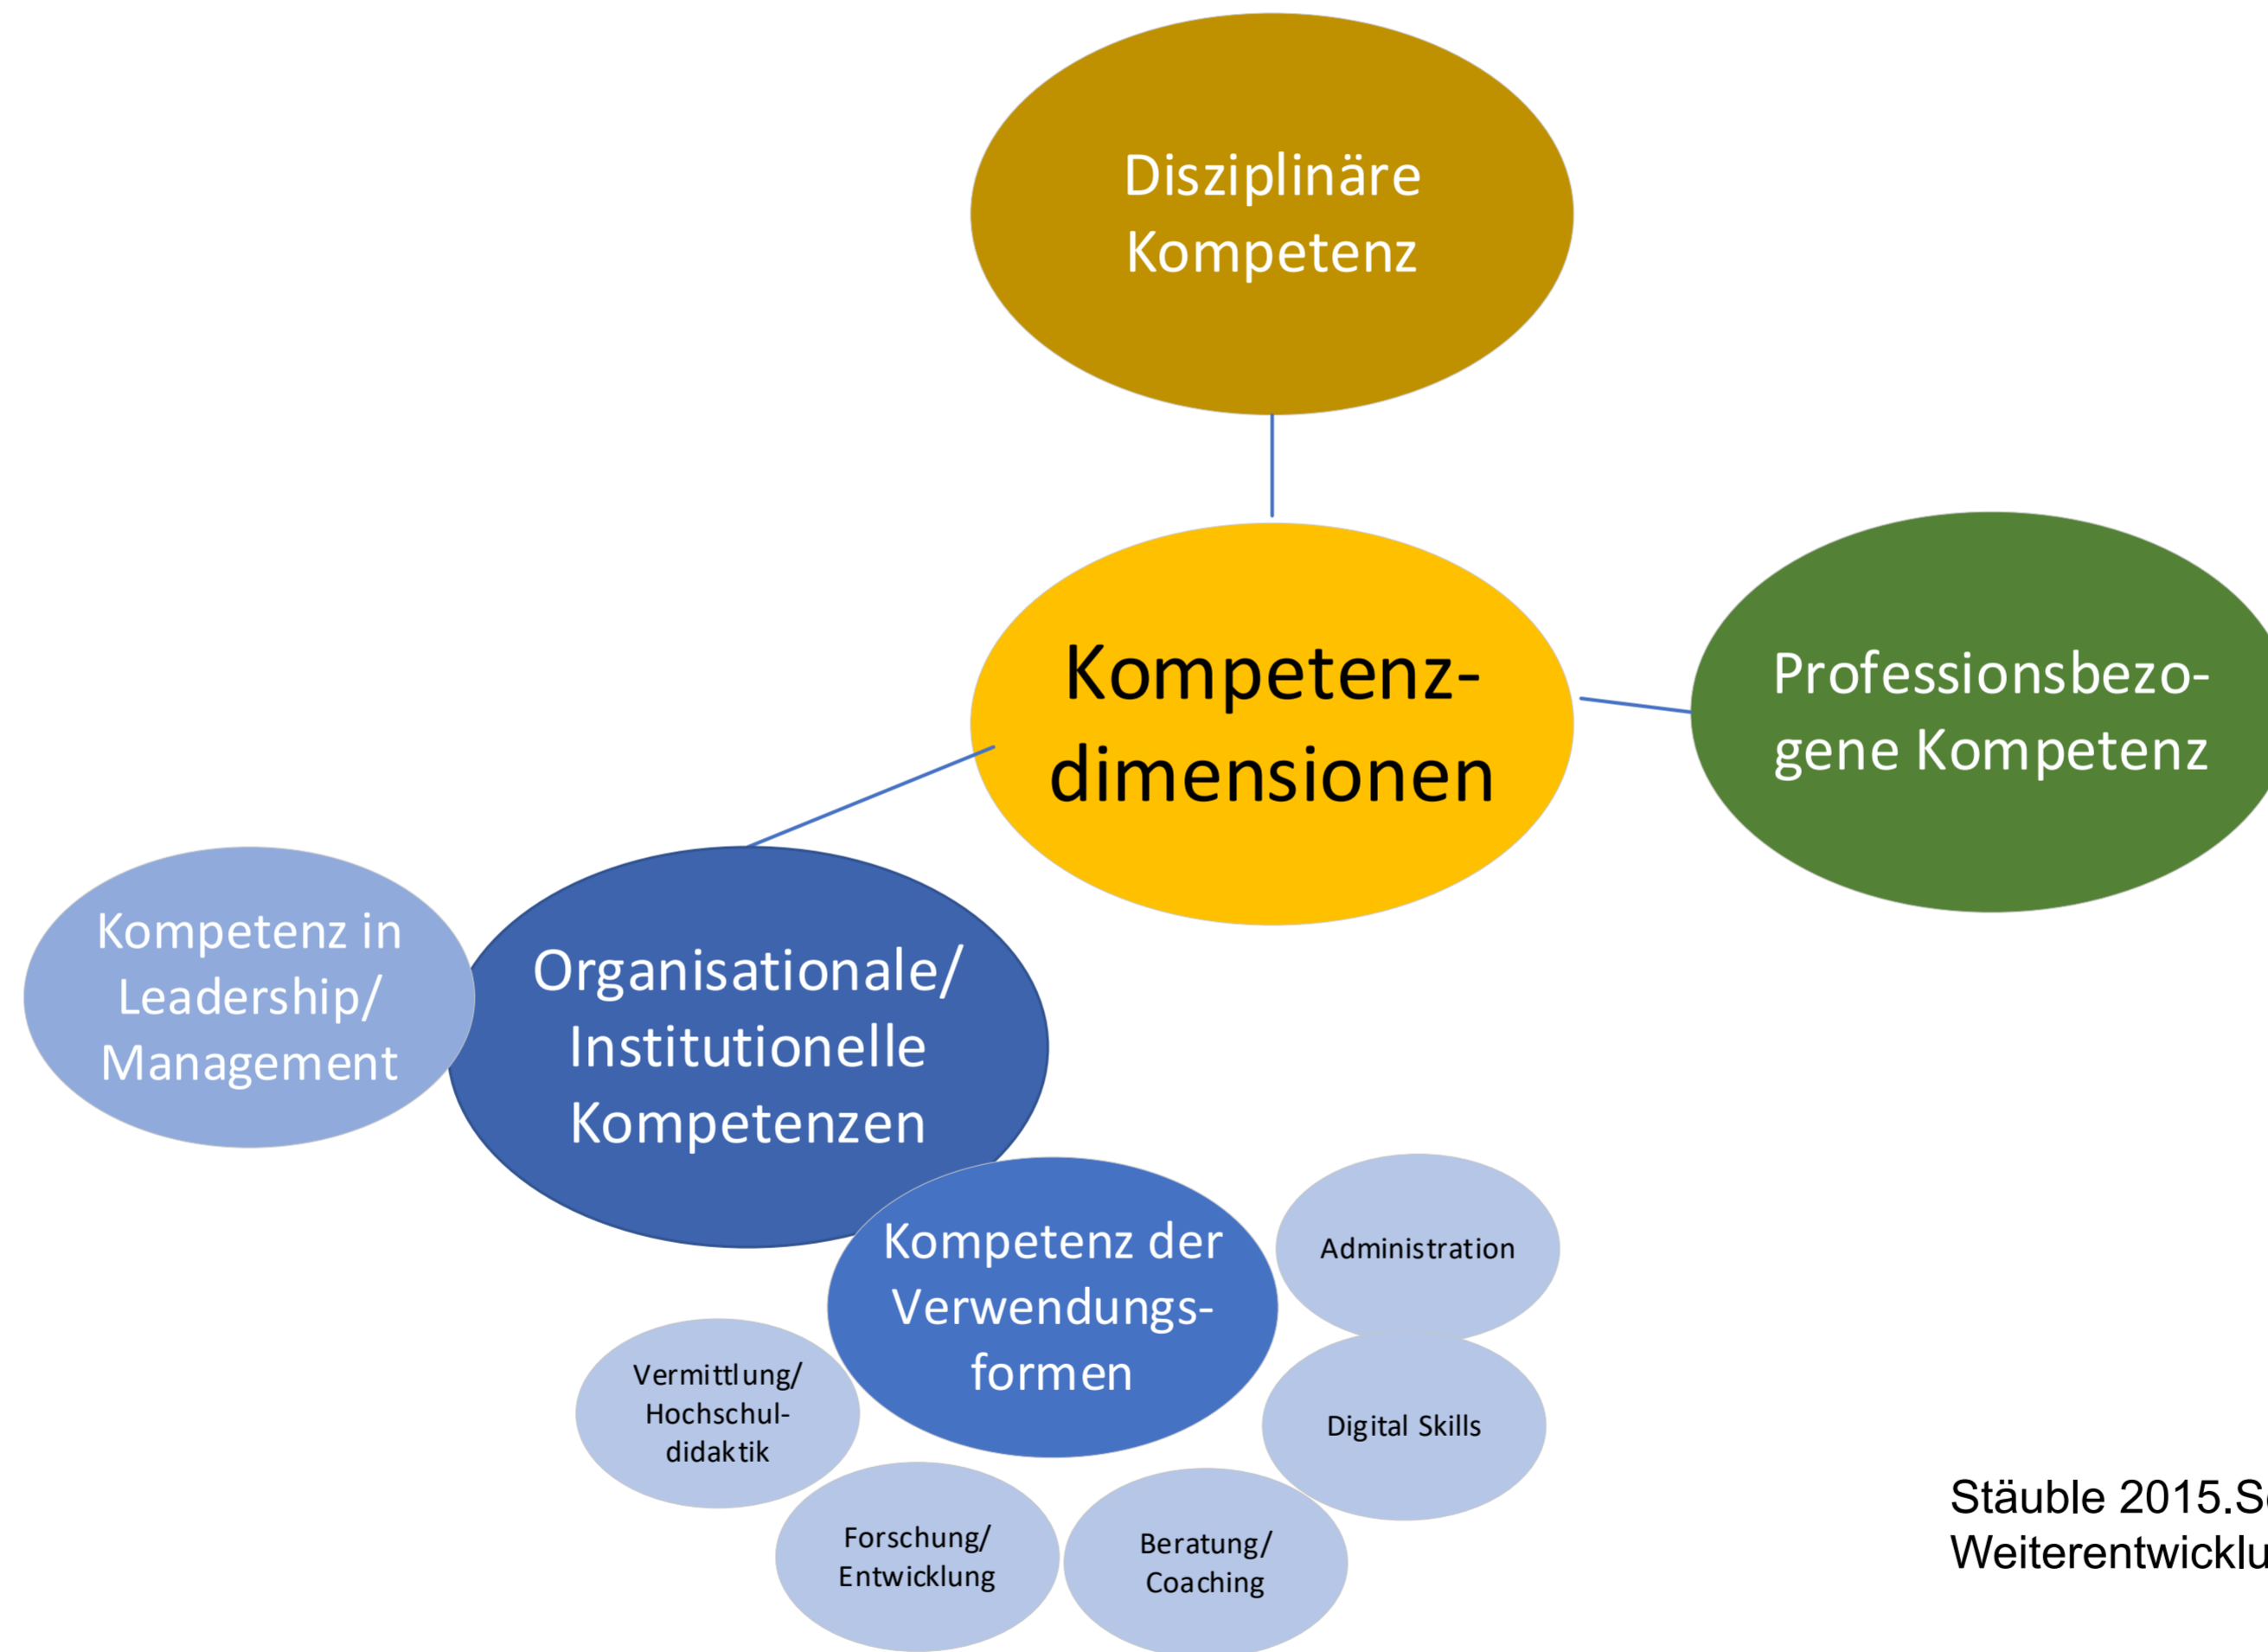 Disziplinäre
Kompetenz
Kompetenz-
dimensionen
Professionsbezo-
gene Kompetenz
Kompetenz in
Leadership/
Management
Organisationale/
Institutionelle
Kompetenzen
Kompetenz der
Verwendungs-
formen
Administration
Vermittlung/
Hochschul-
didaktik
Digital Skills
Forschung/
Entwicklung
Beratung/
Coaching
Stäuble 2015.